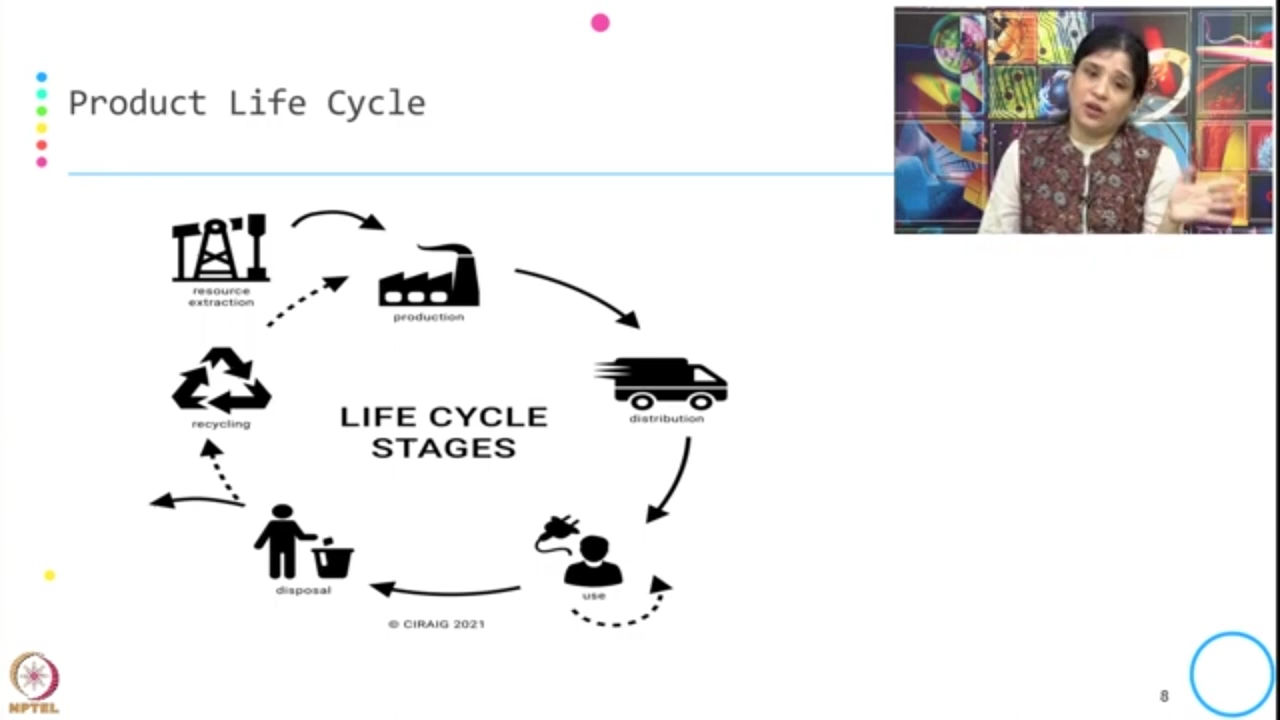 Product Life Cycle
resource
extraction
production
recycling
distribution
LIFE CYCLE
STAGES
disposal
use
© CIRAIG 2021
NPTEL
8